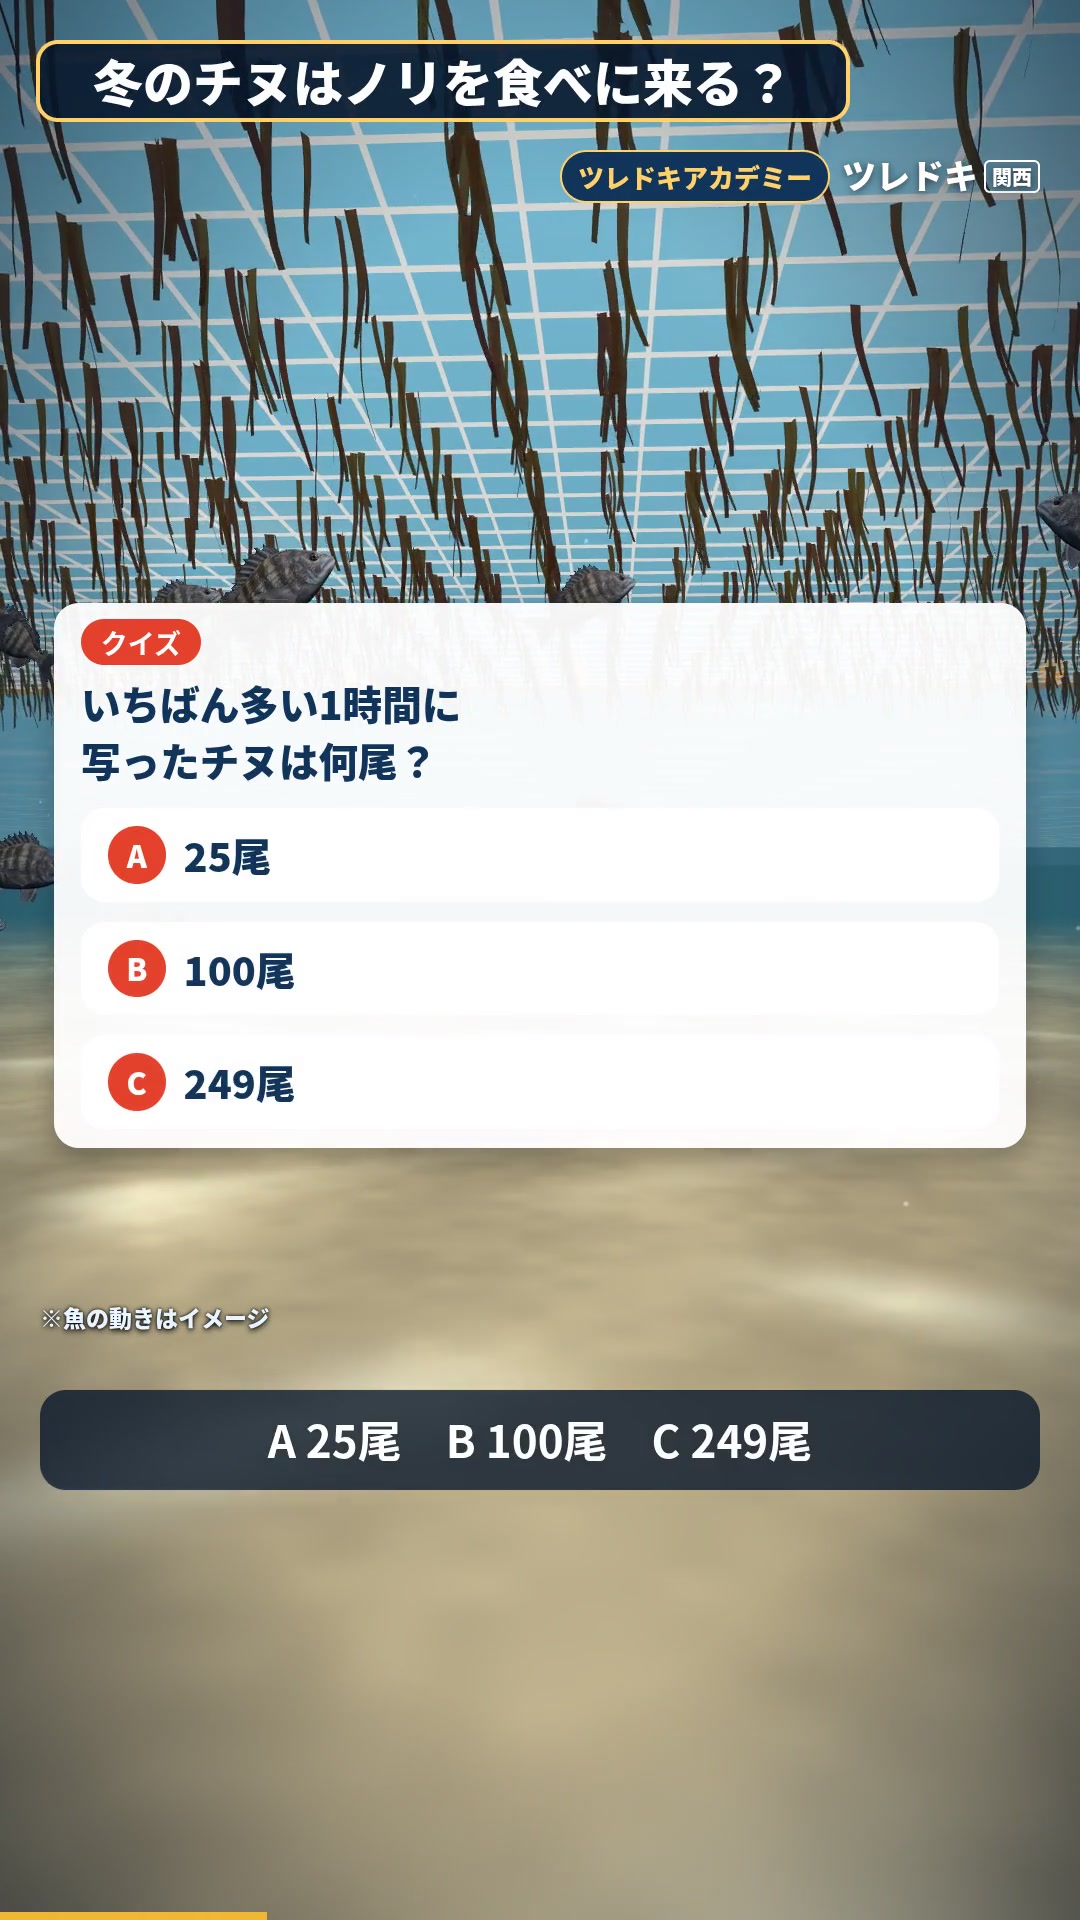 冬のチヌはノリを食べに来る？
ツレドキアカデミー ツレドキ 関西
クイズ
いちばん多い1時間に
写ったチヌは何尾？
A 25尾
B 100尾
C 249尾
※魚の動きはイメージ
A 25尾 B 100尾 C 249尾